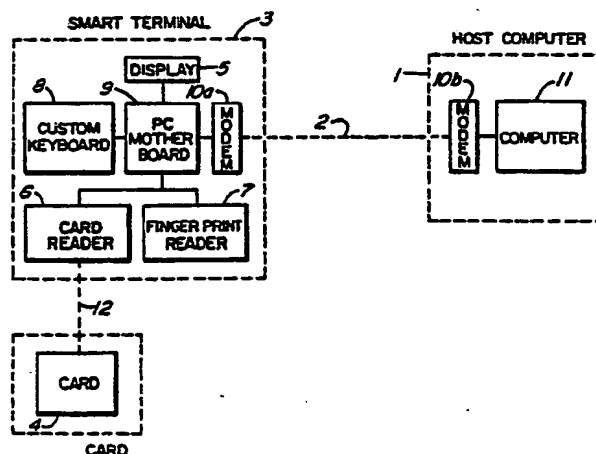 SMART TERMINAL
3
HOST COMPUTER
8
9
DISPLAY
5
10a
1
10b
11
CUSTOM
KEYBOARD
PC
MOTHER
BOARD
MODEM
2
MODEM
COMPUTER
6
7
CARD
READER
FINGER PRINT
READER
12
CARD
4
CARD